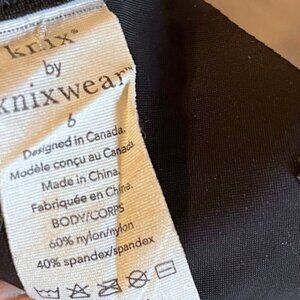 knix®
by
knixwear™
6
Designed in Canada.
Modèle conçu au Canada.
Made in China.
Fabriquée en Chine.
BODY/CORPS
60% nylon/nylon
40% spandex/spandex